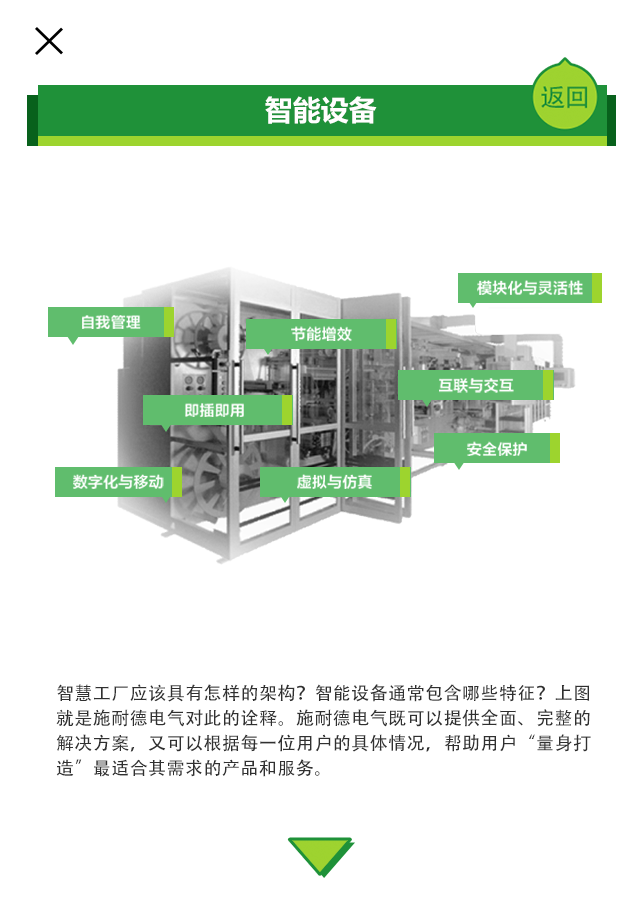 返回
智能设备
模块化与灵活性
自我管理
节能增效
互联与交互
即插即用
安全保护
数字化与移动
虚拟与仿真
智慧工厂应该具有怎样的架构？智能设备通常包含哪些特征？上图
就是施耐德电气对此的诠释。施耐德电气既可以提供全面、完整的
解决方案，又可以根据每一位用户的具体情况，帮助用户“量身打
造”最适合其需求的产品和服务。